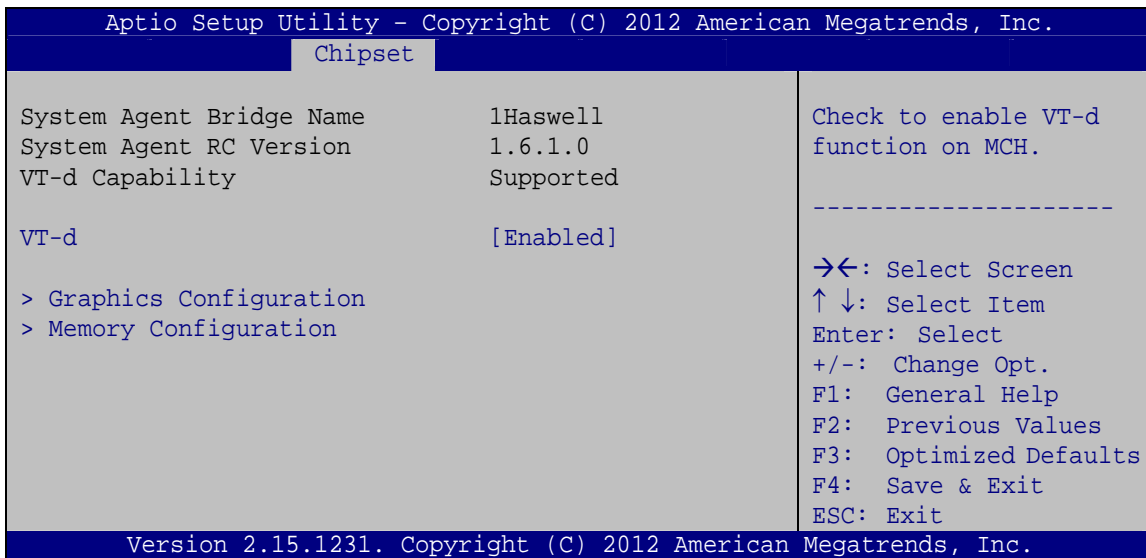 Aptio Setup Utility – Copyright (C) 2012 American Megatrends, Inc.
Chipset
System Agent Bridge Name 1Haswell
System Agent RC Version 1.6.1.0
VT-d Capability Supported
VT-d [Enabled]
> Graphics Configuration
> Memory Configuration
Check to enable VT-d
function on MCH.
---------------------
→←: Select Screen
↑ ↓: Select Item
Enter: Select
+/-: Change Opt.
F1: General Help
F2: Previous Values
F3: Optimized Defaults
F4: Save & Exit
ESC: Exit
Version 2.15.1231. Copyright (C) 2012 American Megatrends, Inc.